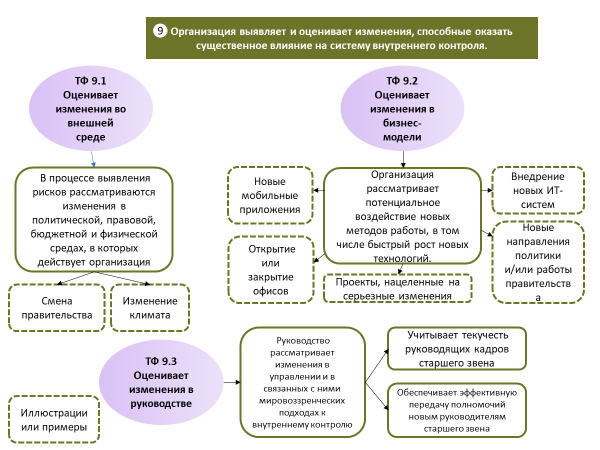 9 Организация выявляет и оценивает изменения, способные оказать
существенное влияние на систему внутреннего контроля.
ТФ 9.1
Оценивает
изменения во
внешней
среде
ТФ 9.2
Оценивает
изменения в
бизнес-
модели
В процессе выявления
рисков рассматриваются
изменения в
политической, правовой,
бюджетной и физической
средах, в которых
действует организация
Смена
правительства
Изменение
климата
Новые
мобильные
приложения
Открытие
или
закрытие
офисов
Организация
рассматривает
потенциальное
воздействие новых
методов работы, в том
числе быстрый рост новых
технологий.
Проекты, нацеленные на
серьезные изменения
Внедрение
новых ИТ-
систем
Новые
направления
политики
и/или работы
правительств
а
ТФ 9.3
Оценивает
изменения в
руководстве
Руководство
рассматривает
изменения в
управлении и в
связанных с ними
мировоззренческих
подходах к
внутреннему контролю
Учитывает текучесть
руководящих кадров
старшего звена
Обеспечивает эффективную
передачу полномочий
новым руководителям
старшего звена
Иллюстрации
или примеры